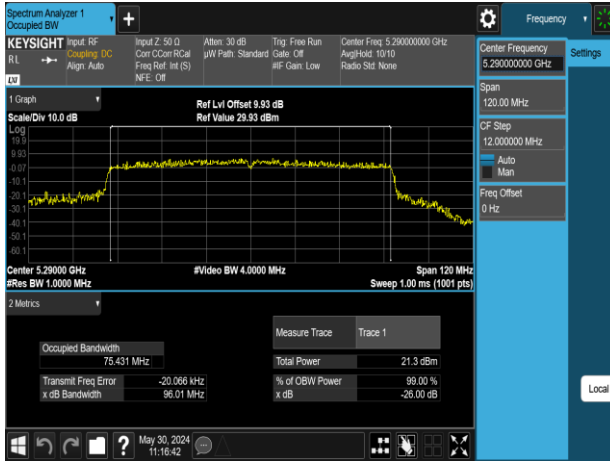 Spectrum Analyzer 1
Occupied BW
+
Frequency
KEYSIGHT
RL
LXI
Input: RF
Coupling: DC
Align: Auto
Input Z: 50 Ω
Corr CCorr RCal
Freq Ref: Int (S)
NFE: Off
Atten: 30 dB
µW Path: Standard
Trig: Free Run
Gate: Off
#IF Gain: Low
Center Freq: 5.290000000 GHz
Avg|Hold: 10/10
Radio Std: None
Center Frequency
5.290000000 GHz
Settings
Span
120.00 MHz
CF Step
12.000000 MHz
Auto
Man
Freq Offset
0 Hz
1 Graph
Scale/Div 10.0 dB
Ref Lvl Offset 9.93 dB
Ref Value 29.93 dBm
Log
19.9
9.93
-0.07
-10.1
-20.1
-30.1
-40.1
-50.1
-60.1
Center 5.29000 GHz
#Res BW 1.0000 MHz
#Video BW 4.0000 MHz
Span 120 MHz
Sweep 1.00 ms (1001 pts)
2 Metrics
Measure Trace Trace 1
Occupied Bandwidth
75.431 MHz
Total Power 21.3 dBm
Transmit Freq Error -20.066 kHz
% of OBW Power 99.00 %
x dB Bandwidth 96.01 MHz
x dB -26.00 dB
Local
?
May 30, 2024
11:16:42